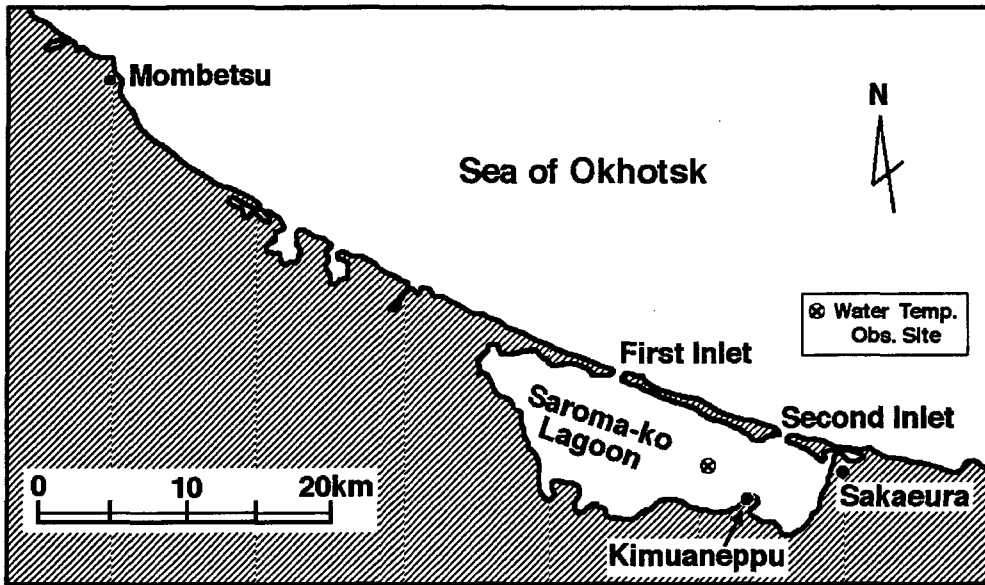 Mombetsu
N
Sea of Okhotsk
⊗ Water Temp.
Obs. Site
First Inlet
Second Inlet
Saroma-ko
Lagoon
0 10 20km
Sakaeura
Kimuaneppu